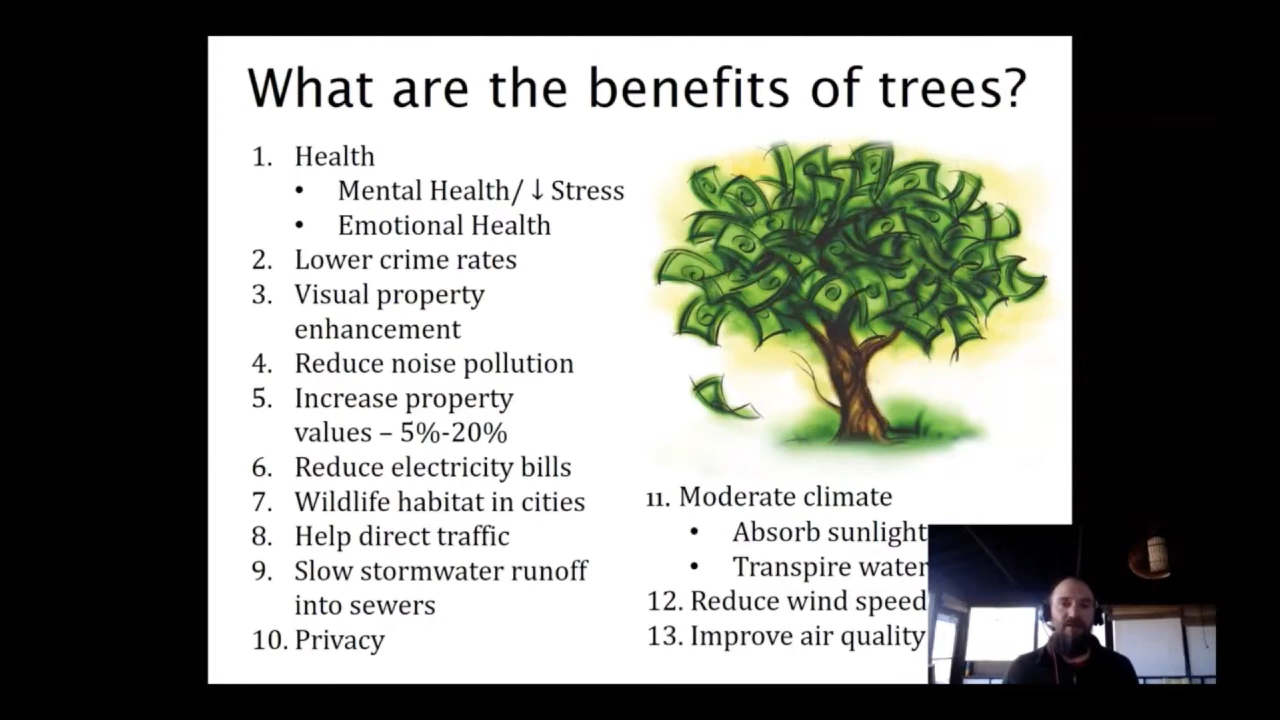 What are the benefits of trees?
1. Health
• Mental Health/ ↓ Stress
• Emotional Health
2. Lower crime rates
3. Visual property
enhancement
4. Reduce noise pollution
5. Increase property
values – 5%-20%
6. Reduce electricity bills
7. Wildlife habitat in cities
8. Help direct traffic
9. Slow stormwater runoff
into sewers
10. Privacy
11. Moderate climate
• Absorb sunlight
• Transpire water
12. Reduce wind speed
13. Improve air quality